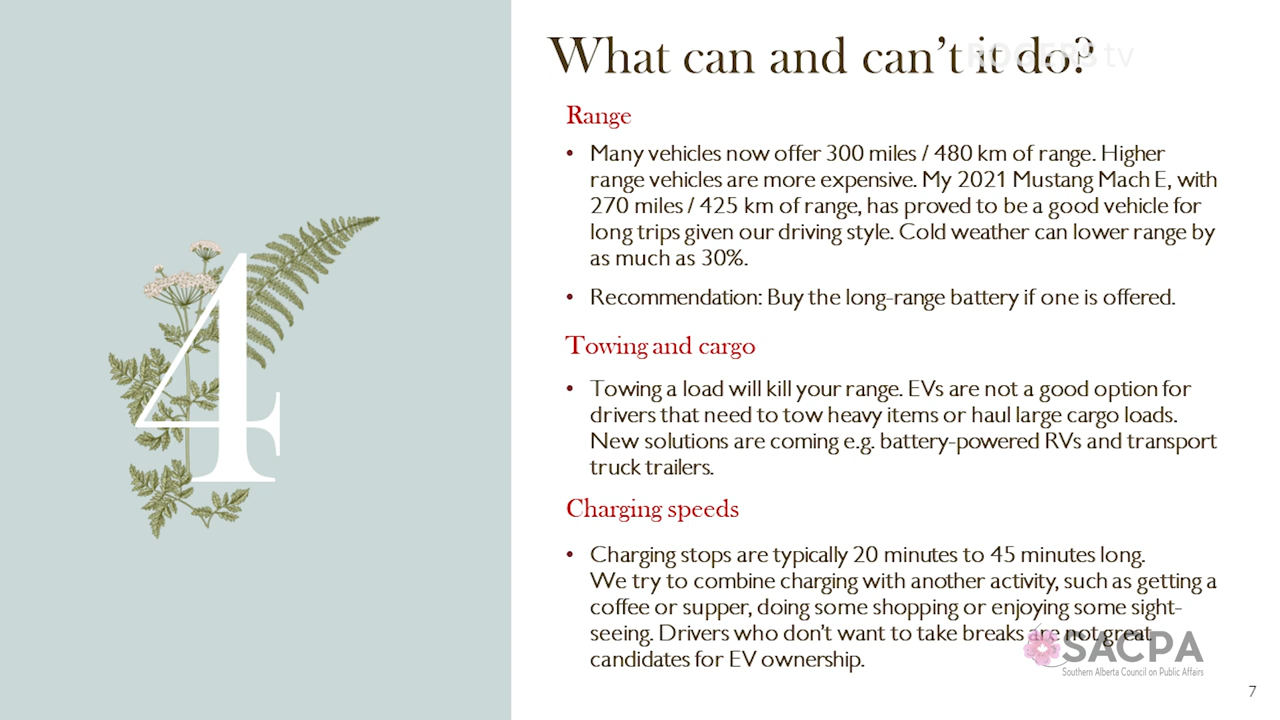 What can and can't it do?
ROGERS tv
Range
• Many vehicles now offer 300 miles / 480 km of range. Higher
range vehicles are more expensive. My 2021 Mustang Mach E, with
270 miles / 425 km of range, has proved to be a good vehicle for
long trips given our driving style. Cold weather can lower range by
as much as 30%.
• Recommendation: Buy the long-range battery if one is offered.
4
Towing and cargo
• Towing a load will kill your range. EVs are not a good option for
drivers that need to tow heavy items or haul large cargo loads.
New solutions are coming e.g. battery-powered RVs and transport
truck trailers.
Charging speeds
• Charging stops are typically 20 minutes to 45 minutes long.
We try to combine charging with another activity, such as getting a
coffee or supper, doing some shopping or enjoying some sight-
seeing. Drivers who don't want to take breaks are not great
candidates for EV ownership.
SACPA
Southern Alberta Council on Public Affairs
7